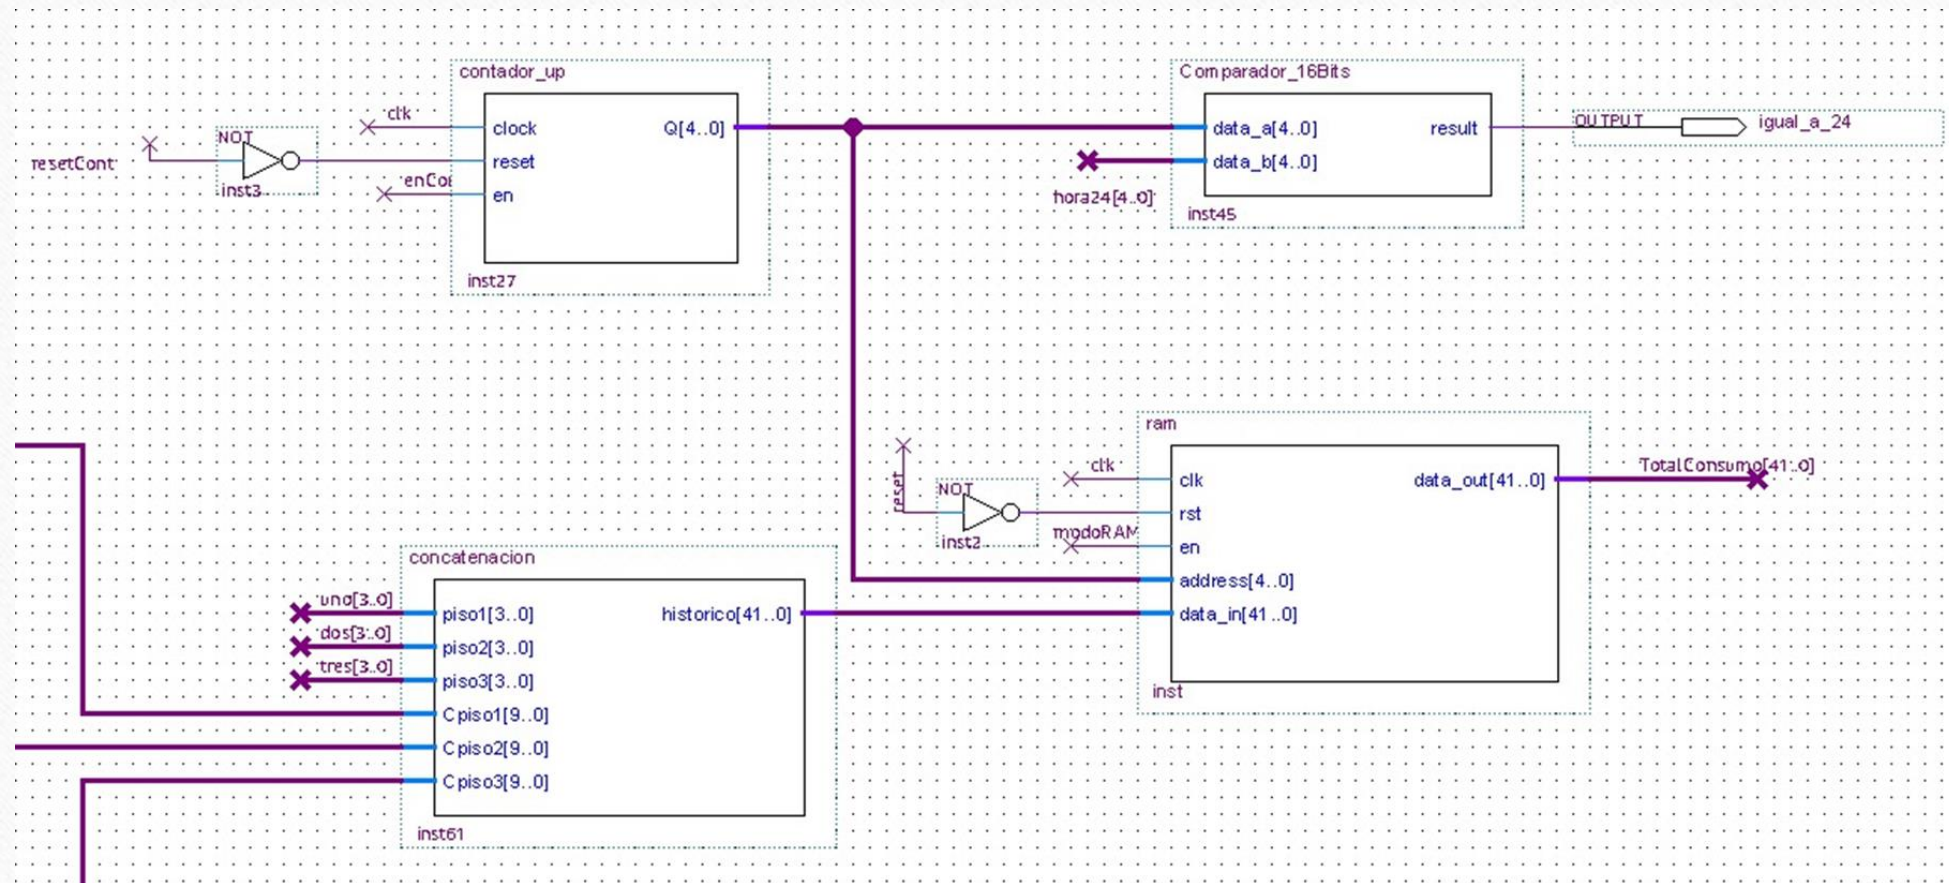 contador_up
clk
clock
Q[4..0]
NOT
resetCont
reset
en
inst3
inst27
Comparador_16Bits
data_a[4..0]
result
OUTPUT
igual_a_24
data_b[4..0]
hora24[4..0]
inst45
ram
reset
clk
clk
data_out[41..0]
TotalConsumo[41..0]
NOT
rst
modoRAM
en
inst2
address[4..0]
data_in[41..0]
inst
concatenacion
uno[3..0]
piso1[3..0]
historico[41..0]
dos[3..0]
piso2[3..0]
tres[3..0]
piso3[3..0]
Cpiso1[9..0]
Cpiso2[9..0]
Cpiso3[9..0]
inst61